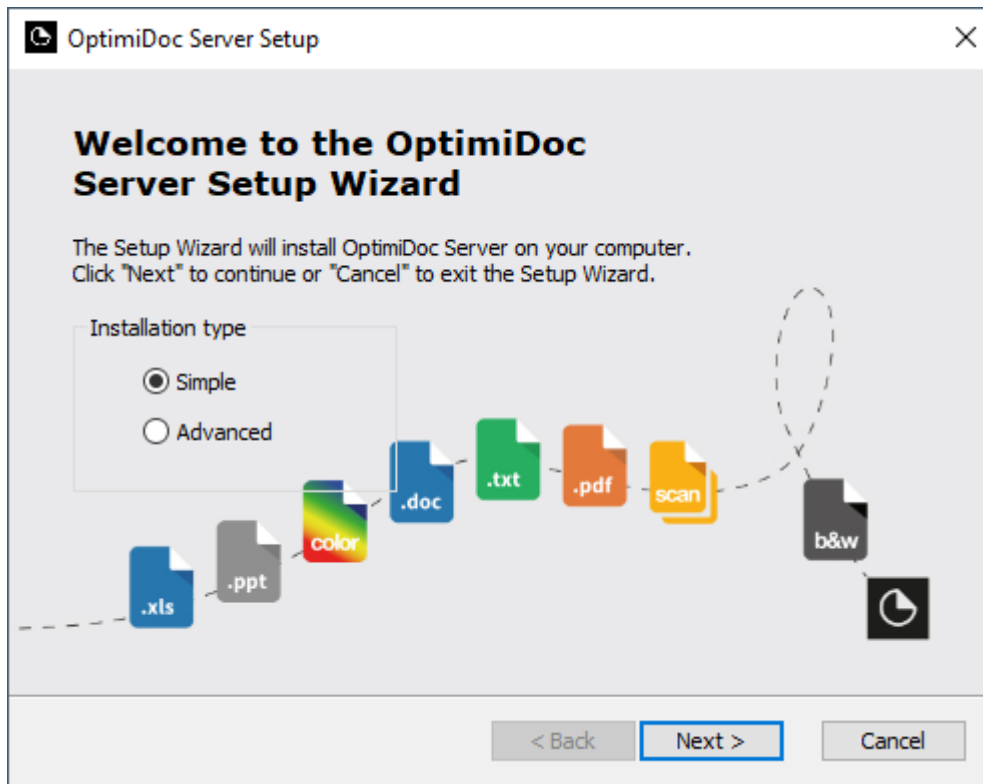 OptimiDoc Server Setup
Welcome to the OptimiDoc
Server Setup Wizard
The Setup Wizard will install OptimiDoc Server on your computer.
Click "Next" to continue or "Cancel" to exit the Setup Wizard.
Installation type
Simple
Advanced
.xls
.ppt
color
.doc
.txt
.pdf
scan
b&w
< Back
Next >
Cancel